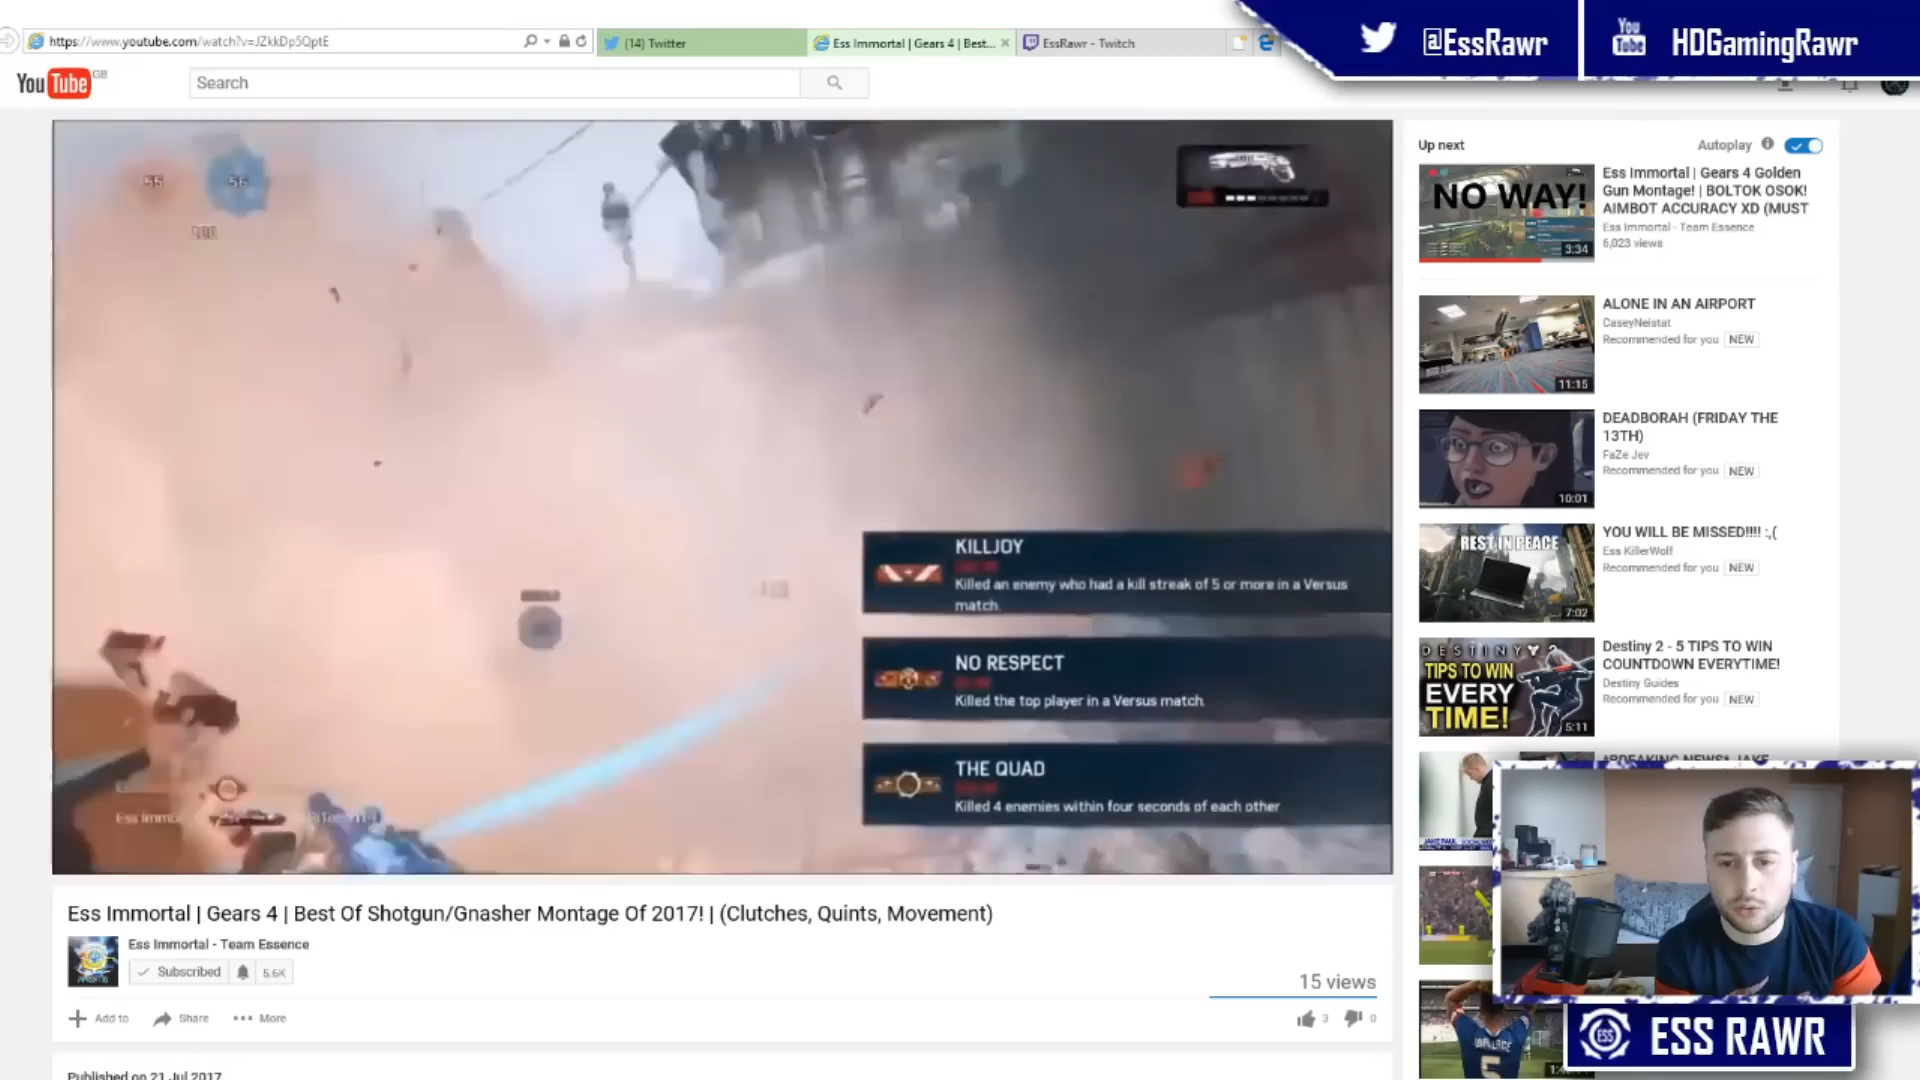 https://www.youtube.com/watch?v=JZkkDp5QptE
(14) Twitter
Ess Immortal | Gears 4 | Best...
EssRawr - Twitch
@EssRawr
You Tube
HDGamingRawr
YouTube GB
Search
55
56
Up next
Autoplay
NO WAY!
3:34
Ess Immortal | Gears 4 Golden
Gun Montage! | BOLTOK OSOK!
AIMBOT ACCURACY XD (MUST
Ess Immortal - Team Essence
6,023 views
11:15
ALONE IN AN AIRPORT
CaseyNeistat
Recommended for you NEW
10:01
DEADBORAH (FRIDAY THE
13TH)
FaZe Jev
Recommended for you NEW
REST IN PEACE
7:02
YOU WILL BE MISSED!!!! :,(
Ess KillerWolf
Recommended for you NEW
DESTINY 2
TIPS TO WIN
EVERY
TIME!
5:11
Destiny 2 - 5 TIPS TO WIN
COUNTDOWN EVERYTIME!
Destiny Guides
Recommended for you NEW
KILLJOY
Killed an enemy who had a kill streak of 5 or more in a Versus
match.
NO RESPECT
Killed the top player in a Versus match.
THE QUAD
Killed 4 enemies within four seconds of each other
Ess Immortal | Gears 4 | Best Of Shotgun/Gnasher Montage Of 2017! | (Clutches, Quints, Movement)
Ess Immortal - Team Essence
Subscribed
5.6K
15 views
Add to
Share
More
3
0
Published on 21 Jul 2017
5
ESS
ESS RAWR